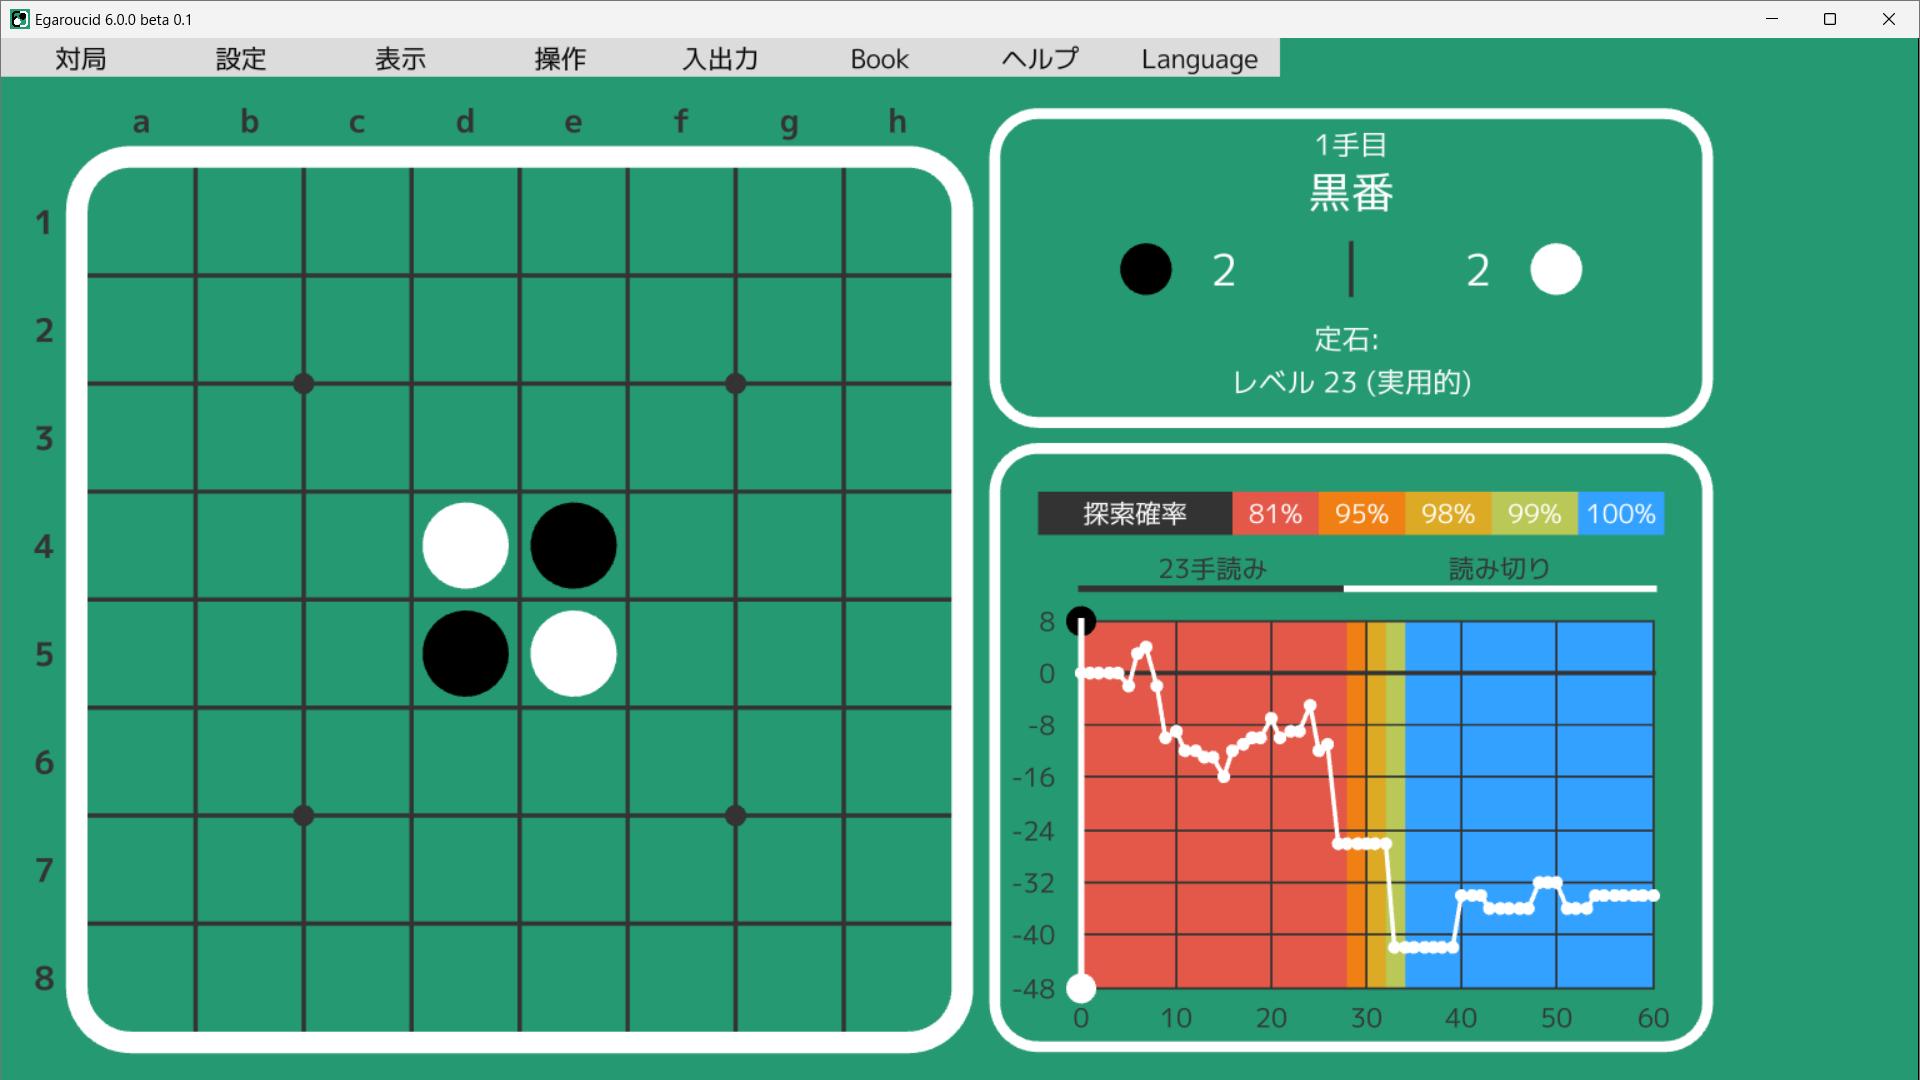 Egaroucid 6.0.0 beta 0.1
対局 設定 表示 操作 入出力 Book ヘルプ Language
a b c d e f g h
1
2
3
4
5
6
7
8
1手目
黒番
2 2
定石:
レベル 23 (実用的)
探索確率 81% 95% 98% 99% 100%
23手読み 読み切り
8
0
-8
-16
-24
-32
-40
-48
0 10 20 30 40 50 60